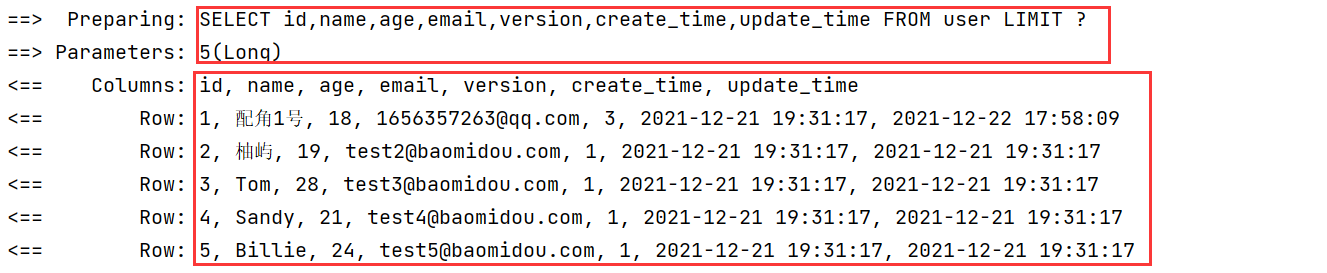 ==>  Preparing: SELECT id,name,age,email,version,create_time,update_time FROM user LIMIT ?
==> Parameters: 5(Long)
<==    Columns: id, name, age, email, version, create_time, update_time
<==        Row: 1, 配角1号, 18, 1656357263@qq.com, 3, 2021-12-21 19:31:17, 2021-12-22 17:58:09
<==        Row: 2, 柚屿, 19, test2@baomidou.com, 1, 2021-12-21 19:31:17, 2021-12-21 19:31:17
<==        Row: 3, Tom, 28, test3@baomidou.com, 1, 2021-12-21 19:31:17, 2021-12-21 19:31:17
<==        Row: 4, Sandy, 21, test4@baomidou.com, 1, 2021-12-21 19:31:17, 2021-12-21 19:31:17
<==        Row: 5, Billie, 24, test5@baomidou.com, 1, 2021-12-21 19:31:17, 2021-12-21 19:31:17